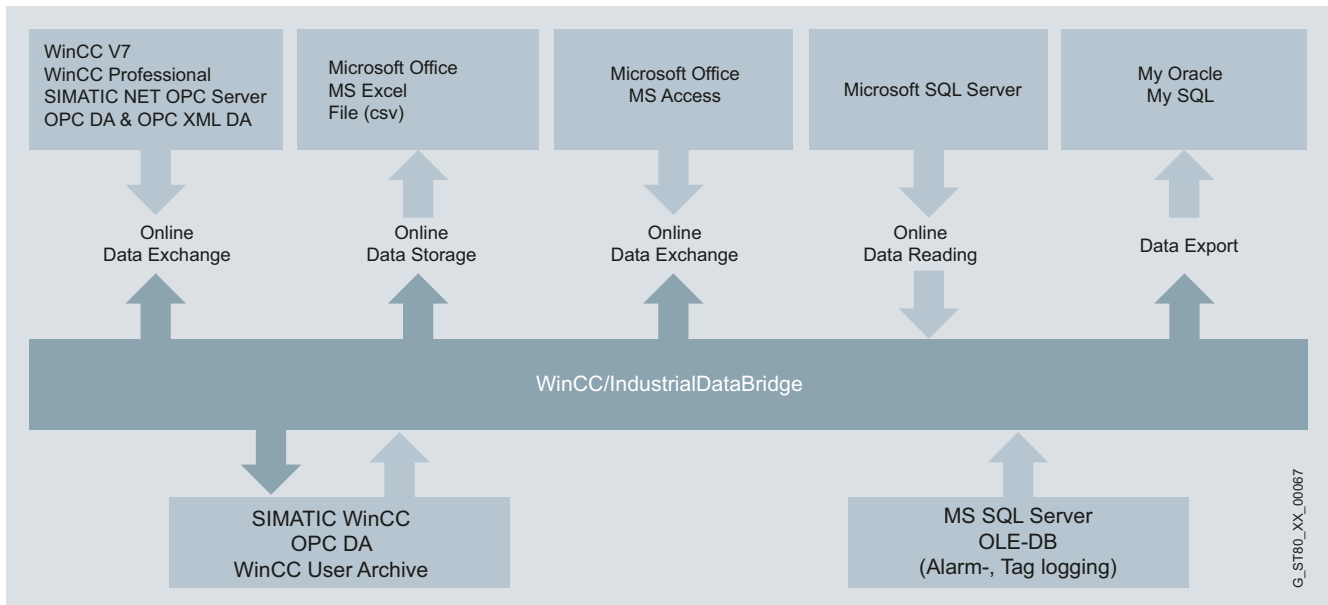 WinCC V7
WinCC Professional
SIMATIC NET OPC Server
OPC DA & OPC XML DA
Microsoft Office
MS Excel
File (csv)
Microsoft Office
MS Access
Microsoft SQL Server
My Oracle
My SQL
Online
Data Exchange
Online
Data Storage
Online
Data Exchange
Online
Data Reading
Data Export
WinCC/IndustrialDataBridge
SIMATIC WinCC
OPC DA
WinCC User Archive
MS SQL Server
OLE-DB
(Alarm-, Tag logging)
G_ST80_XX_00067